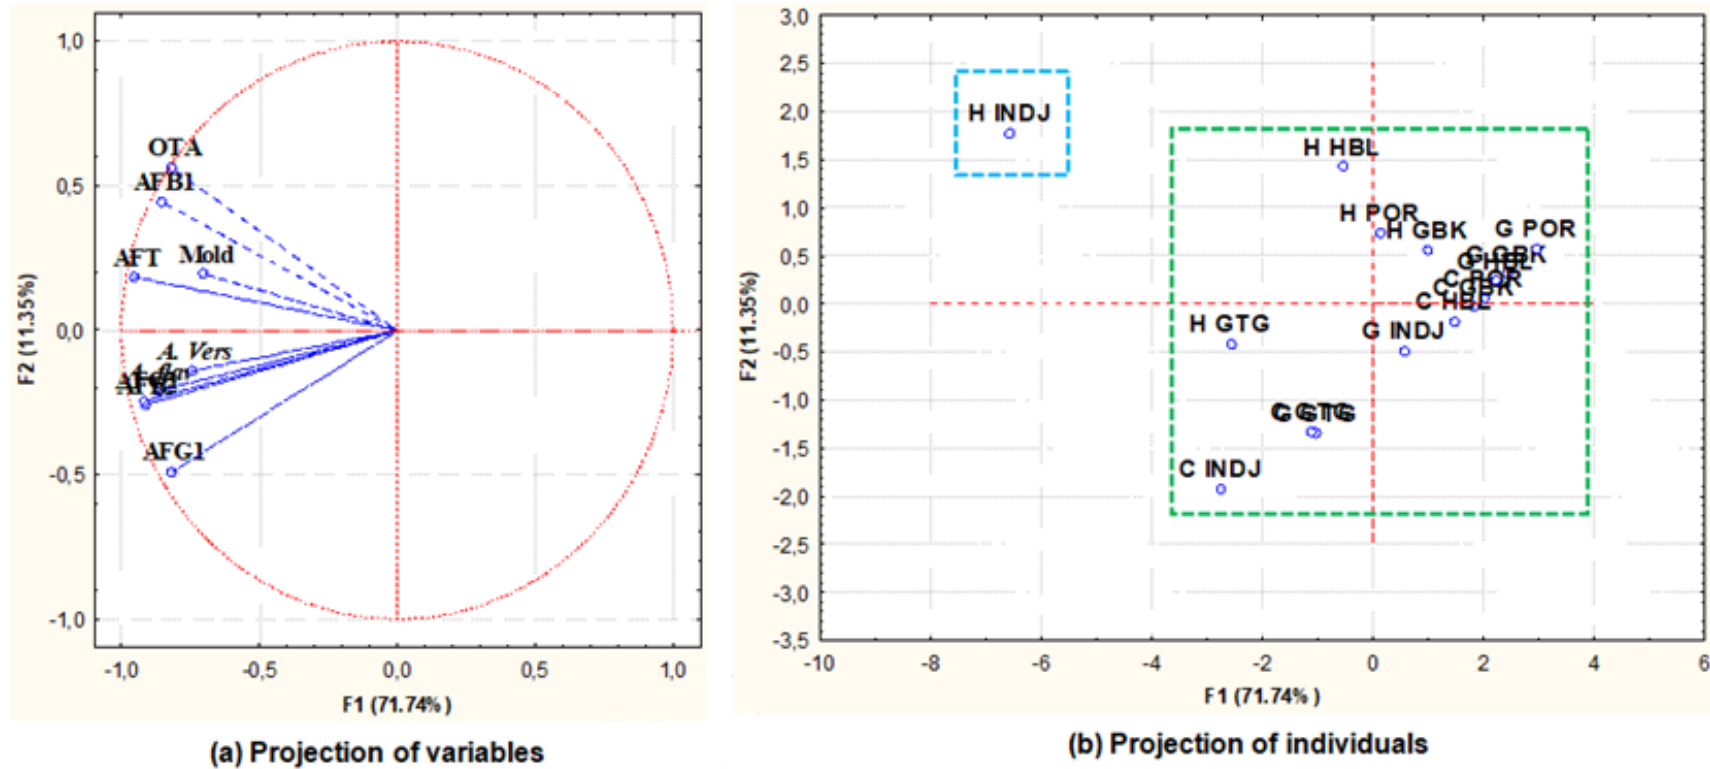 1,0
0,5
0,0
-0,5
-1,0
F2 (11.35%)
OTA
AFB1
AFT
Mold
A. Vers
AFG1
-1,0 -0,5 0,0 0,5 1,0
F1 (71.74% )
(a) Projection of variables
3,0
2,5
2,0
1,5
1,0
0,5
0,0
-0,5
-1,0
-1,5
-2,0
-2,5
-3,0
-3,5
F2 (11.35%)
H INDJ
H HBL
H POR
H GBK
G POR
G GBK
G HBL
C POR
C GBK
C HBL
H GTG
G INDJ
C INDJ
-10 -8 -6 -4 -2 0 2 4 6
F1 (71.74% )
(b) Projection of individuals